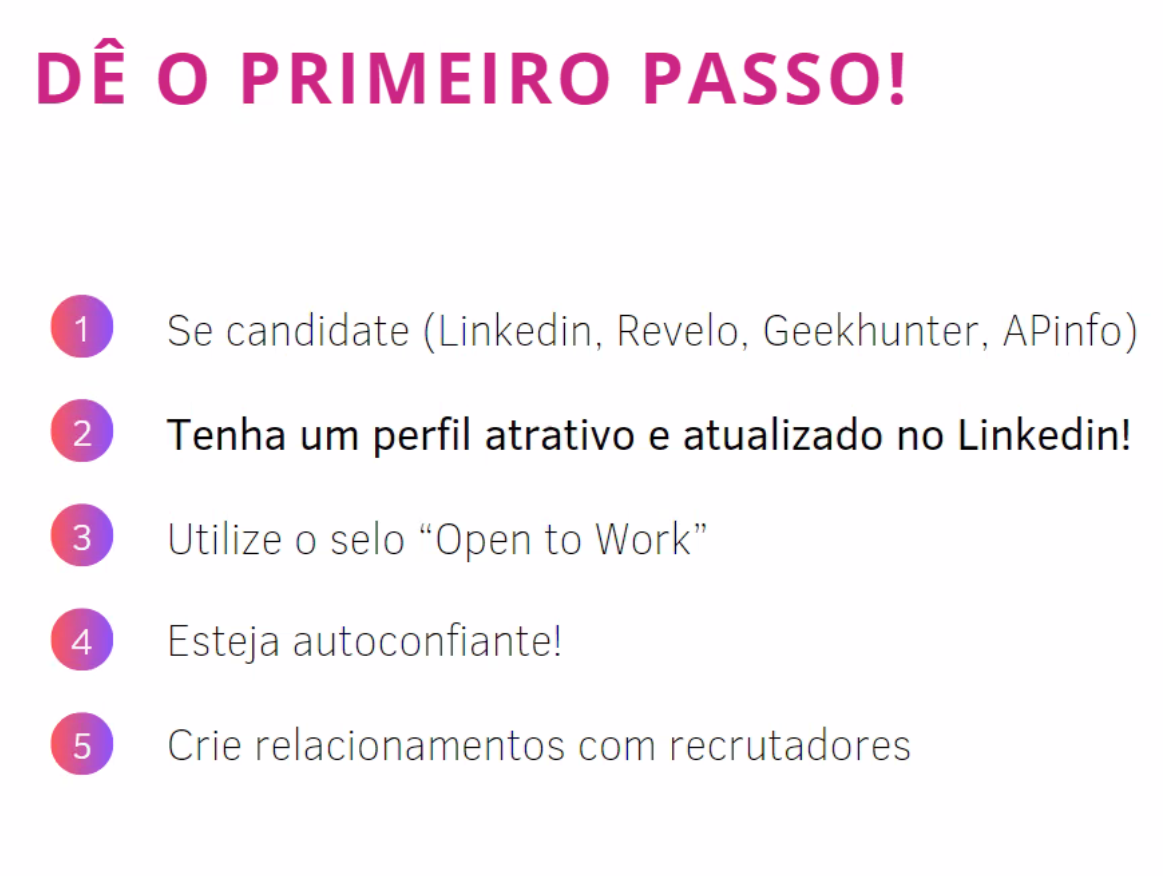 DÊ O PRIMEIRO PASSO!
1 Se candidate (Linkedin, Revelo, Geekhunter, APinfo)
2 Tenha um perfil atrativo e atualizado no Linkedin!
3 Utilize o selo “Open to Work”
4 Esteja autoconfiante!
5 Crie relacionamentos com recrutadores